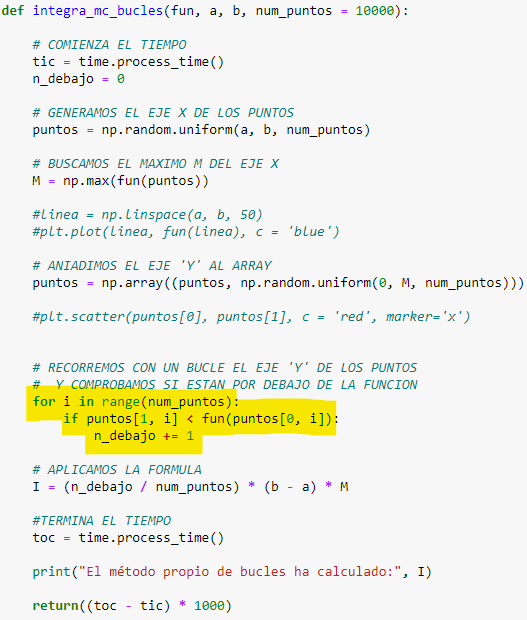 def integra_mc_bucles(fun, a, b, num_puntos = 10000):
# COMIENZA EL TIEMPO
tic = time.process_time()
n_debajo = 0
# GENERAMOS EL EJE X DE LOS PUNTOS
puntos = np.random.uniform(a, b, num_puntos)
# BUSCAMOS EL MAXIMO M DEL EJE X
M = np.max(fun(puntos))
#linea = np.linspace(a, b, 50)
#plt.plot(linea, fun(linea), c = 'blue')
# ANIADIMOS EL EJE 'Y' AL ARRAY
puntos = np.array((puntos, np.random.uniform(0, M, num_puntos)))
#plt.scatter(puntos[0], puntos[1], c = 'red', marker='x')
# RECORREMOS CON UN BUCLE EL EJE 'Y' DE LOS PUNTOS
#  Y COMPROBAMOS SI ESTAN POR DEBAJO DE LA FUNCION
for i in range(num_puntos):
if puntos[1, i] < fun(puntos[0, i]):
n_debajo += 1
# APLICAMOS LA FORMULA
I = (n_debajo / num_puntos) * (b - a) * M
#TERMINA EL TIEMPO
toc = time.process_time()
print("El método propio de bucles ha calculado:", I)
return((toc - tic) * 1000)